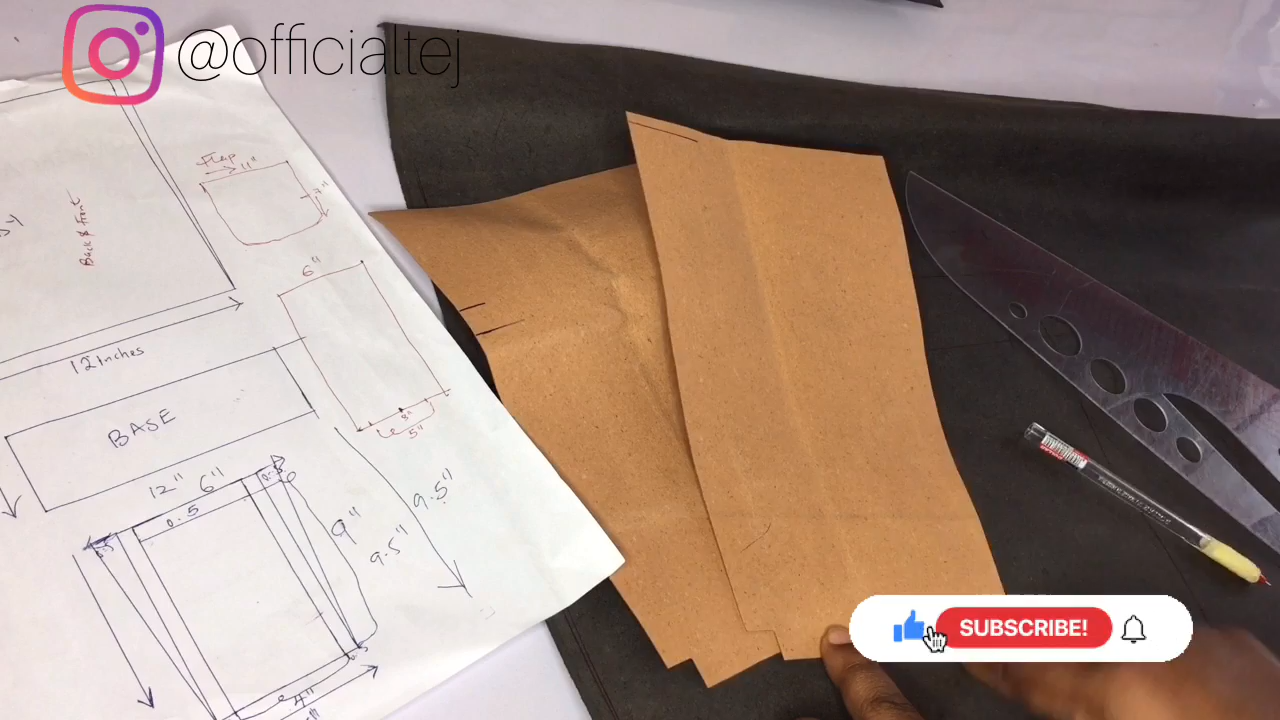 @officialtej
Flap
11"
Back & front
6"
12 Inches
5"
BASE
12"
6"
0.5
9"
9.5"
9.5"
4"
SUBSCRIBE!